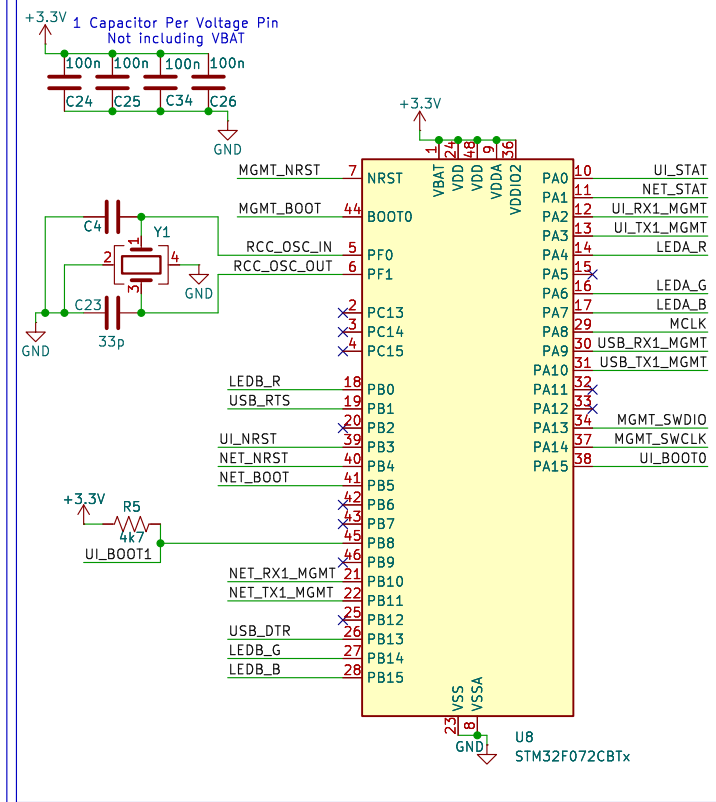 +3.3V
1 Capacitor Per Voltage Pin
Not including VBAT
100n 100n 100n 100n
C24 C25 C34 C26
GND
+3.3V
1 24 48 9 36
VBAT VDD VDD VDDA VDDIO2
MGMT_NRST 7 NRST
MGMT_BOOT 44 BOOT0
RCC_OSC_IN 5 PF0
RCC_OSC_OUT 6 PF1
C4
Y1
1
2 4
3
GND
C23
33p
GND
2 PC13
3 PC14
4 PC15
LEDB_R 18 PB0
USB_RTS 19 PB1
20 PB2
UI_NRST 39 PB3
NET_NRST 40 PB4
NET_BOOT 41 PB5
42 PB6
43 PB7
45 PB8
46 PB9
+3.3V
R5
4k7
UI_BOOT1
NET_RX1_MGMT 21 PB10
NET_TX1_MGMT 22 PB11
25 PB12
USB_DTR 26 PB13
LEDB_G 27 PB14
LEDB_B 28 PB15
PA0 10 UI_STAT
PA1 11 NET_STAT
PA2 12 UI_RX1_MGMT
PA3 13 UI_TX1_MGMT
PA4 14 LEDA_R
PA5 15
PA6 16 LEDA_G
PA7 17 LEDA_B
PA8 29 MCLK
PA9 30 USB_RX1_MGMT
PA10 31 USB_TX1_MGMT
PA11 32
PA12 33
PA13 34 MGMT_SWDIO
PA14 37 MGMT_SWCLK
PA15 38 UI_BOOT0
VSS VSSA
23 8
GND
U8
STM32F072CBTx